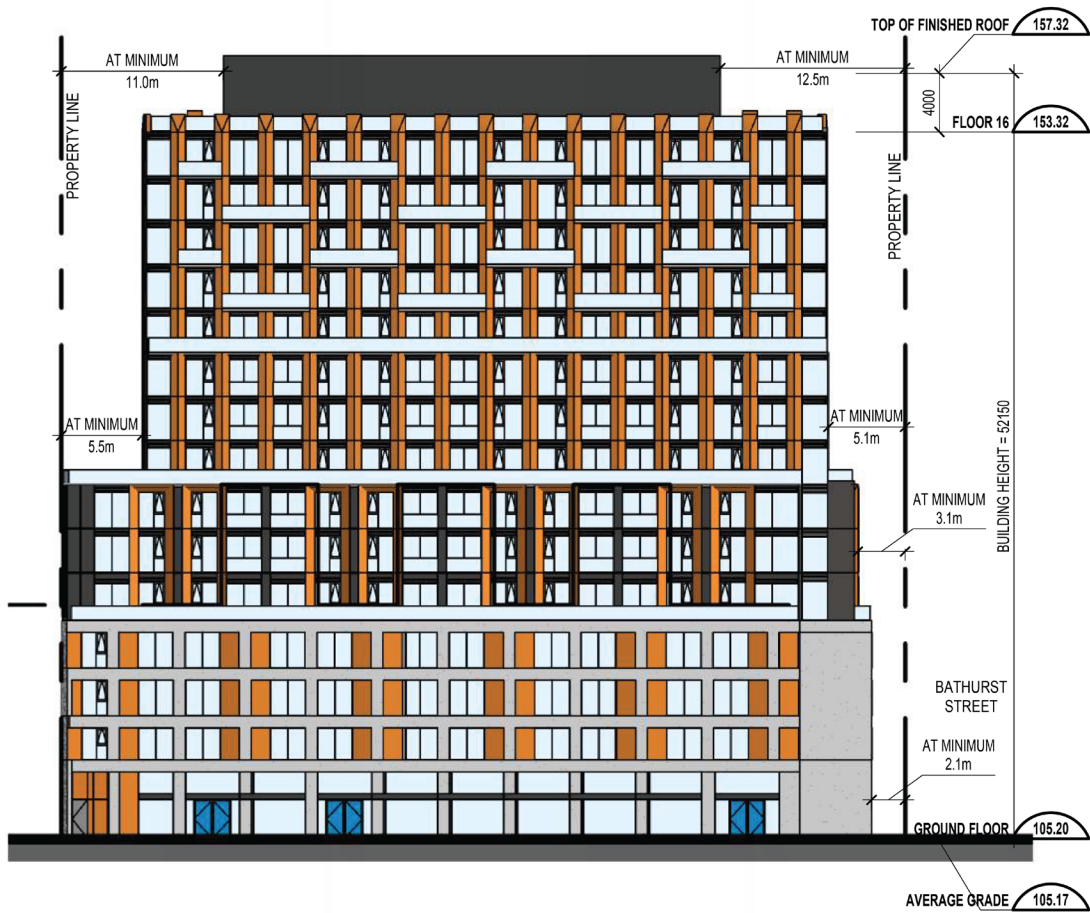 TOP OF FINISHED ROOF 157.32
AT MINIMUM
11.0m
AT MINIMUM
12.5m
4000
FLOOR 16 153.32
PROPERTY LINE
PROPERTY LINE
AT MINIMUM
5.5m
AT MINIMUM
5.1m
AT MINIMUM
3.1m
BUILDING HEIGHT = 52150
BATHURST
STREET
AT MINIMUM
2.1m
GROUND FLOOR 105.20
AVERAGE GRADE 105.17